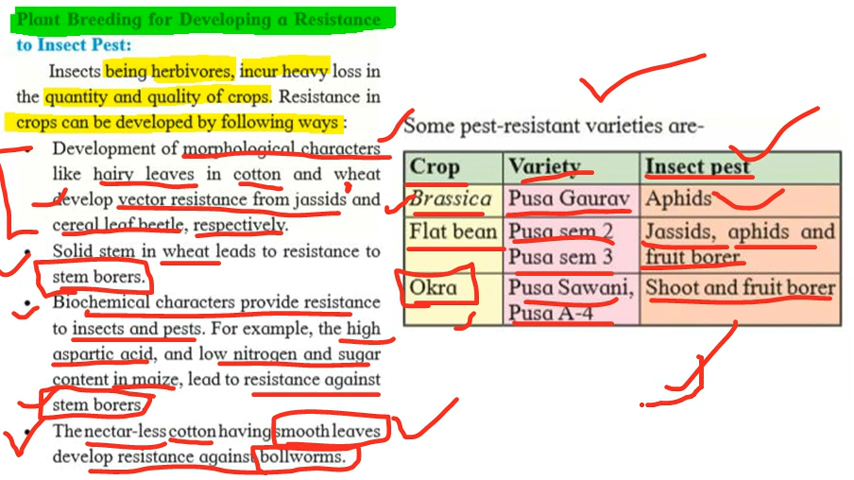 Plant Breeding for Developing a Resistance
to Insect Pest:
Insects being herbivores, incur heavy loss in
the quantity and quality of crops. Resistance in
crops can be developed by following ways :
• Development of morphological characters
like hairy leaves in cotton and wheat
develop vector resistance from jassids and
cereal leaf beetle, respectively.
• Solid stem in wheat leads to resistance to
stem borers.
• Biochemical characters provide resistance
to insects and pests. For example, the high
aspartic acid, and low nitrogen and sugar
content in maize, lead to resistance against
stem borers.
• The nectar-less cotton having smooth leaves
develop resistance against bollworms.
Some pest-resistant varieties are-
Crop Variety Insect pest
Brassica Pusa Gaurav Aphids
Flat bean Pusa sem 2 Jassids, aphids and
Pusa sem 3 fruit borer
Okra Pusa Sawani, Shoot and fruit borer
Pusa A-4